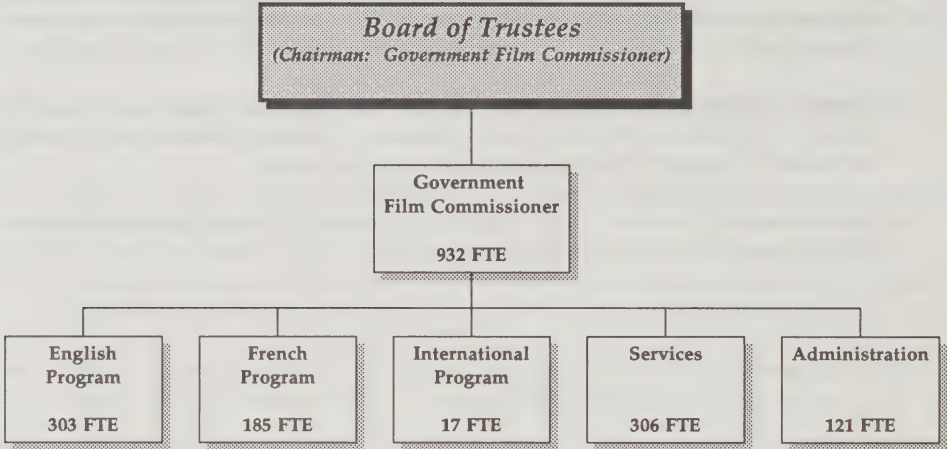 Board of Trustees
(Chairman: Government Film Commissioner)
Government
Film Commissioner
932 FTE
English
Program
303 FTE
French
Program
185 FTE
International
Program
17 FTE
Services
306 FTE
Administration
121 FTE